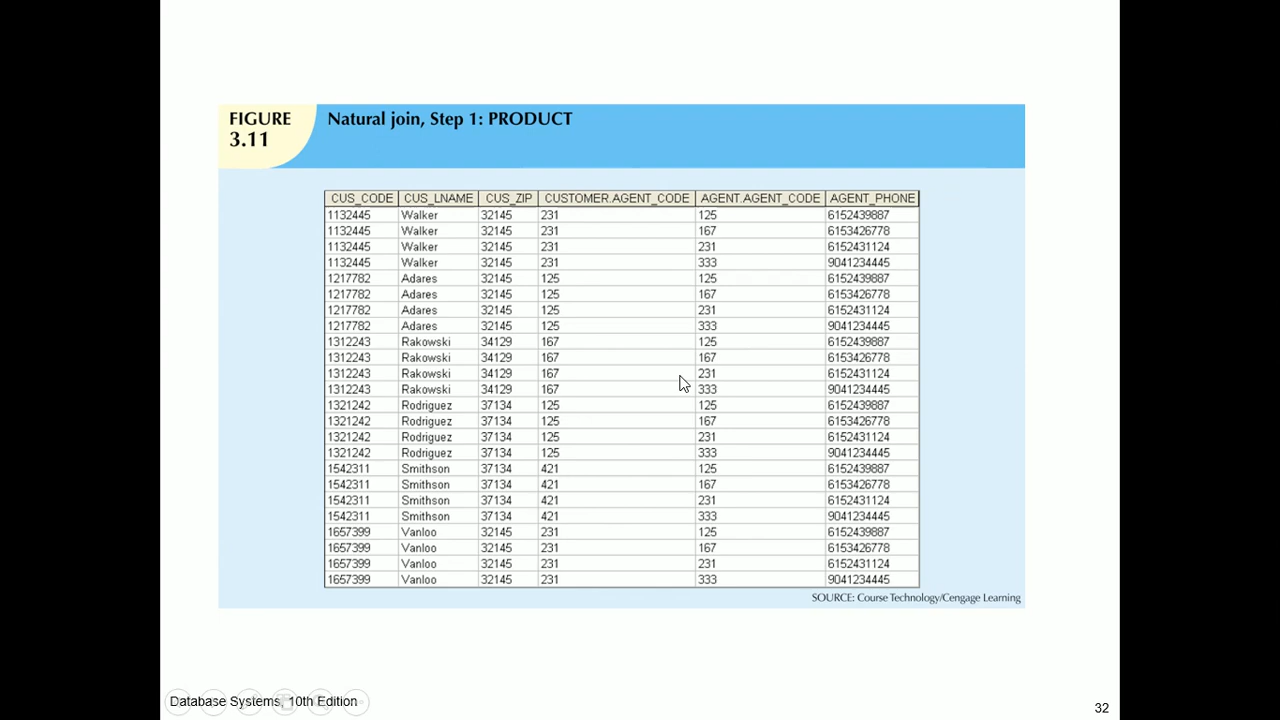 FIGURE
3.11
Natural join, Step 1: PRODUCT
CUS_CODE CUS_LNAME CUS_ZIP CUSTOMER.AGENT_CODE AGENT.AGENT_CODE AGENT_PHONE
1132445 Walker 32145 231 125 6152439887
1132445 Walker 32145 231 167 6153426778
1132445 Walker 32145 231 231 6152431124
1132445 Walker 32145 231 333 9041234445
1217782 Adares 32145 125 125 6152439887
1217782 Adares 32145 125 167 6153426778
1217782 Adares 32145 125 231 6152431124
1217782 Adares 32145 125 333 9041234445
1312243 Rakowski 34129 167 125 6152439887
1312243 Rakowski 34129 167 167 6153426778
1312243 Rakowski 34129 167 231 6152431124
1312243 Rakowski 34129 167 333 9041234445
1321242 Rodriguez 37134 125 125 6152439887
1321242 Rodriguez 37134 125 167 6153426778
1321242 Rodriguez 37134 125 231 6152431124
1321242 Rodriguez 37134 125 333 9041234445
1542311 Smithson 37134 421 125 6152439887
1542311 Smithson 37134 421 167 6153426778
1542311 Smithson 37134 421 231 6152431124
1542311 Smithson 37134 421 333 9041234445
1657399 Vanloo 32145 231 125 6152439887
1657399 Vanloo 32145 231 167 6153426778
1657399 Vanloo 32145 231 231 6152431124
1657399 Vanloo 32145 231 333 9041234445
SOURCE: Course Technology/Cengage Learning
Database Systems, 10th Edition
32